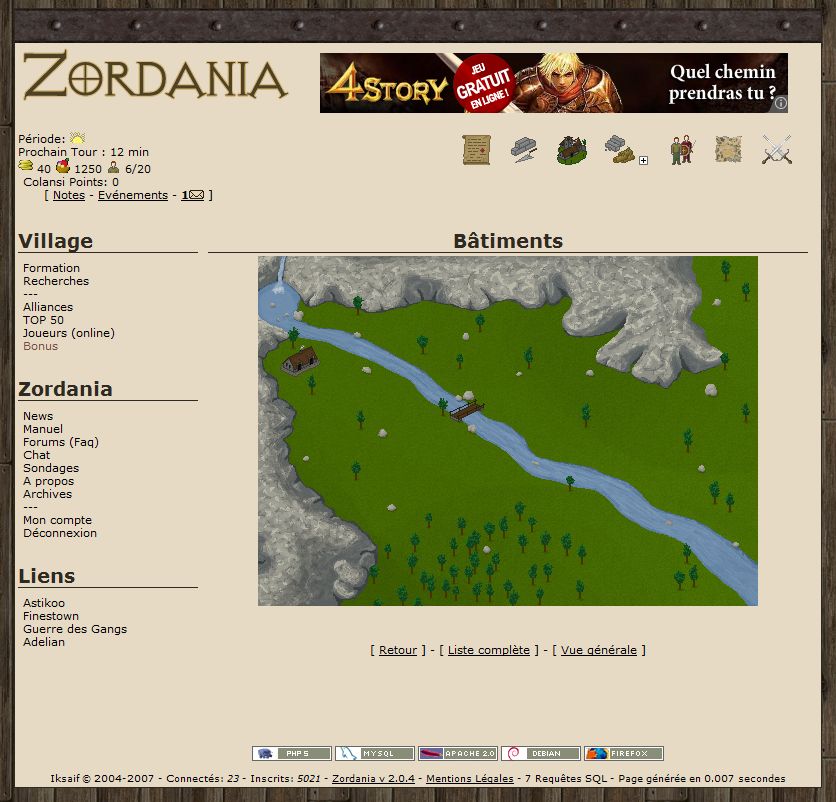 ZORDANIA
4STORY
JEU
GRATUIT
EN LIGNE !
Quel chemin
prendras tu ?
Période:
Prochain Tour : 12 min
40 1250 6/20
Colansi Points: 0
[ Notes - Evénements - 1 ]
Village
Formation
Recherches
---
Alliances
TOP 50
Joueurs (online)
Bonus
Zordania
News
Manuel
Forums (Faq)
Chat
Sondages
A propos
Archives
---
Mon compte
Déconnexion
Liens
Astikoo
Finestown
Guerre des Gangs
Adelian
Bâtiments
[ Retour ] - [ Liste complète ] - [ Vue générale ]
PHP 5 MYSQL APACHE 2.0 DEBIAN FIREFOX
Iksaif © 2004-2007 - Connectés: 23 - Inscrits: 5021 - Zordania v 2.0.4 - Mentions Légales - 7 Requêtes SQL - Page générée en 0.007 secondes